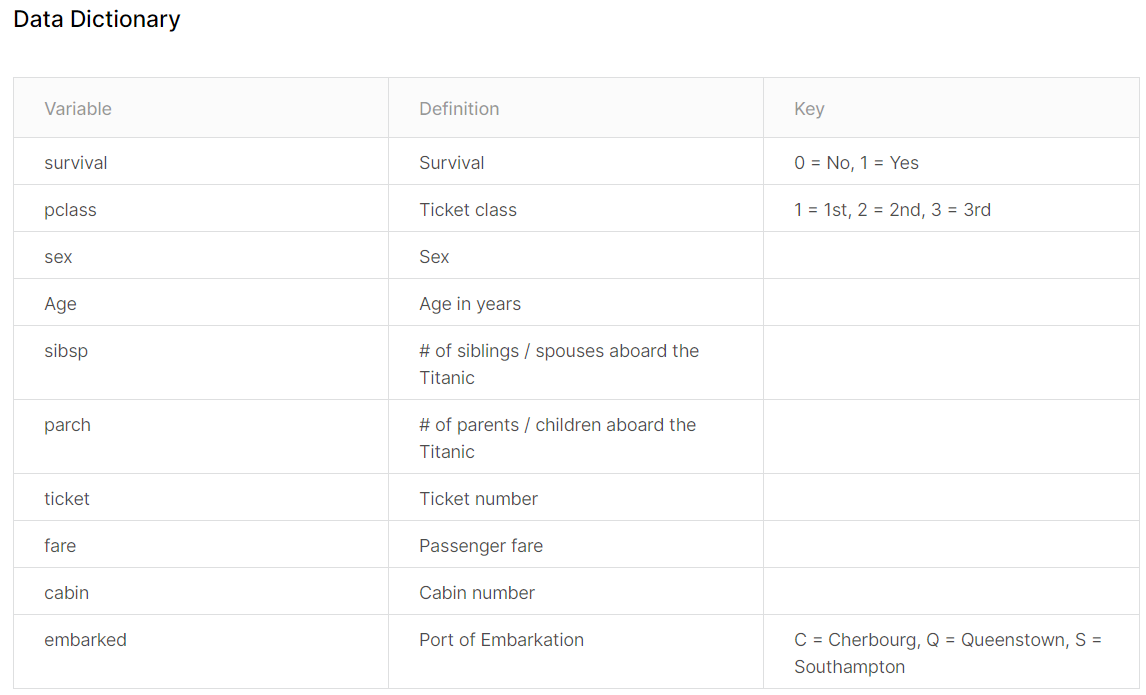 Data Dictionary
Variable Definition Key
survival Survival 0 = No, 1 = Yes
pclass Ticket class 1 = 1st, 2 = 2nd, 3 = 3rd
sex Sex
Age Age in years
sibsp # of siblings / spouses aboard the
Titanic
parch # of parents / children aboard the
Titanic
ticket Ticket number
fare Passenger fare
cabin Cabin number
embarked Port of Embarkation C = Cherbourg, Q = Queenstown, S =
Southampton